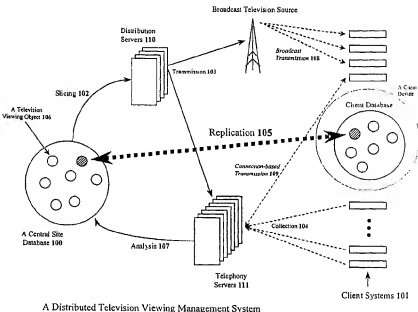 Broadcast Television Source
Distribution
Servers 110
Broadcast
Transmission 108
Transmission 103
Slicing 102
A Client
Device
A Television
Viewing Object 106
Client Database
Replication 105
Connection-based
Transmission 109
Collection 104
A Central Site
Database 100
Analysis 107
Telephony
Servers 111
Client Systems 101
A Distributed Television Viewing Management System